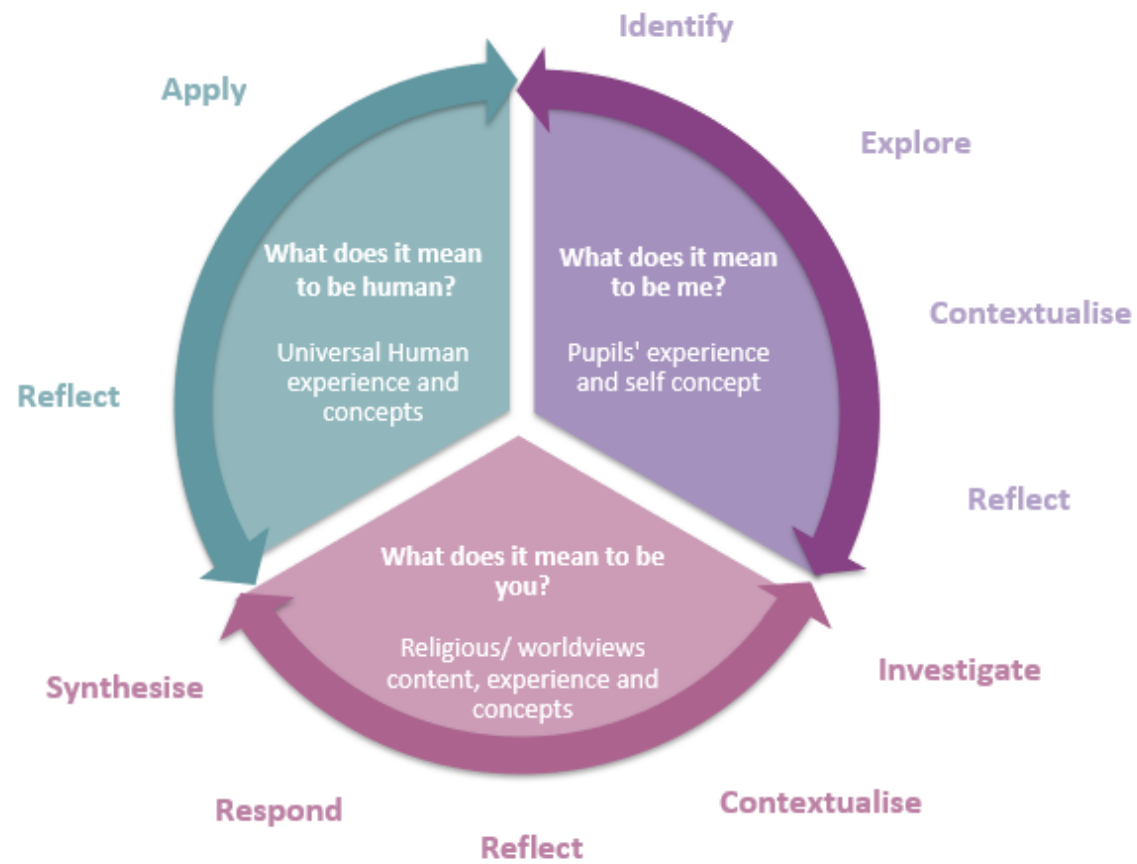 Identify
Apply
Explore
What does it mean
to be human?
Universal Human
experience and
concepts
What does it mean
to be me?
Pupils' experience
and self concept
Contextualise
Reflect
Reflect
What does it mean to be
you?
Religious/ worldviews
content, experience and
concepts
Investigate
Synthesise
Contextualise
Respond
Reflect